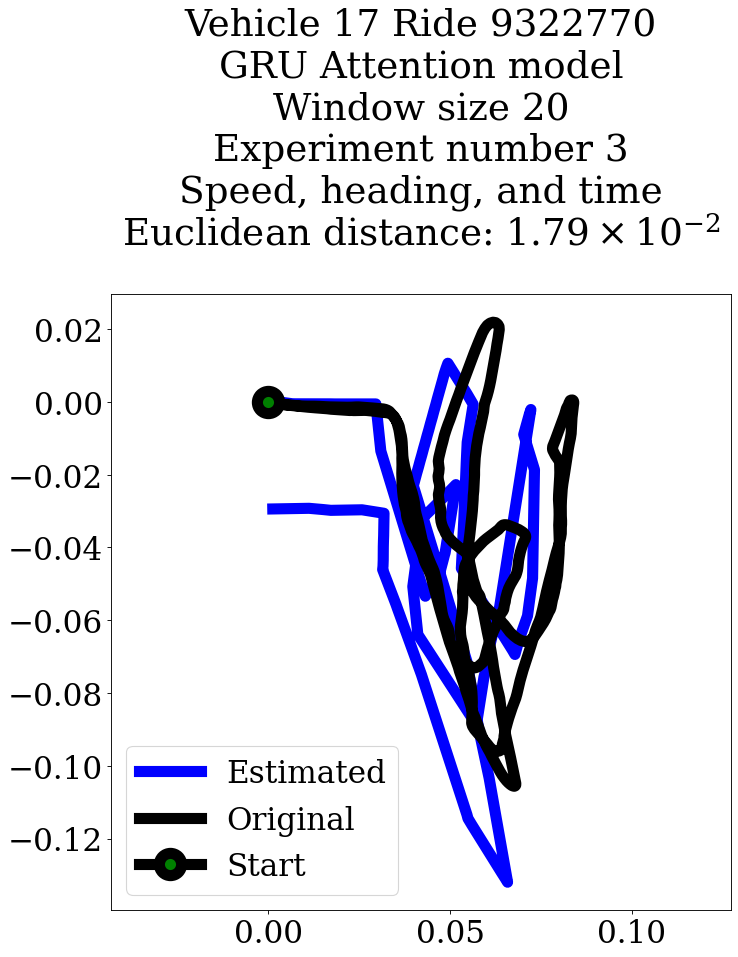 Vehicle 17 Ride 9322770
GRU Attention model
Window size 20
Experiment number 3
Speed, heading, and time
Euclidean distance: 1.79 × 10⁻²
0.02
0.00
−0.02
−0.04
−0.06
−0.08
−0.10
−0.12
Estimated
Original
Start
0.00 0.05 0.10